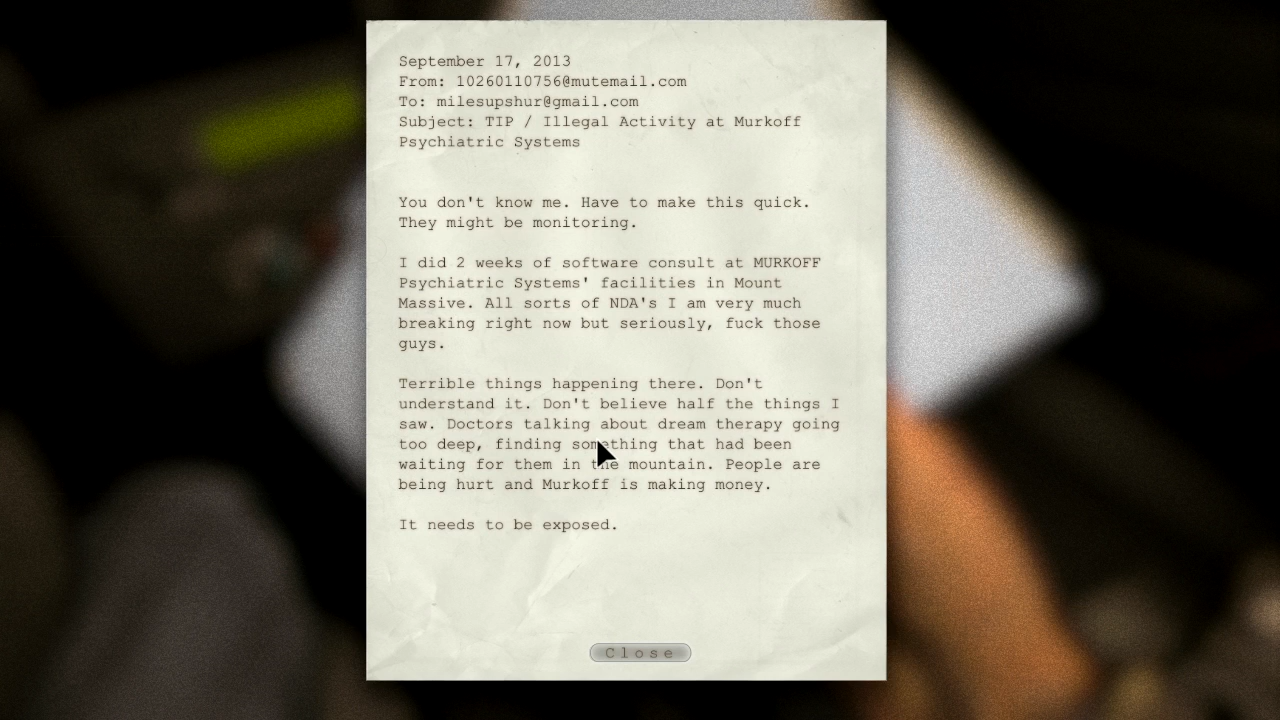 September 17, 2013
From: 10260110756@mutemail.com
To: milesupshur@gmail.com
Subject: TIP / Illegal Activity at Murkoff
Psychiatric Systems
You don't know me. Have to make this quick.
They might be monitoring.
I did 2 weeks of software consult at MURKOFF
Psychiatric Systems' facilities in Mount
Massive. All sorts of NDA's I am very much
breaking right now but seriously, fuck those
guys.
Terrible things happening there. Don't
understand it. Don't believe half the things I
saw. Doctors talking about dream therapy going
too deep, finding something that had been
waiting for them in the mountain. People are
being hurt and Murkoff is making money.
It needs to be exposed.
Close